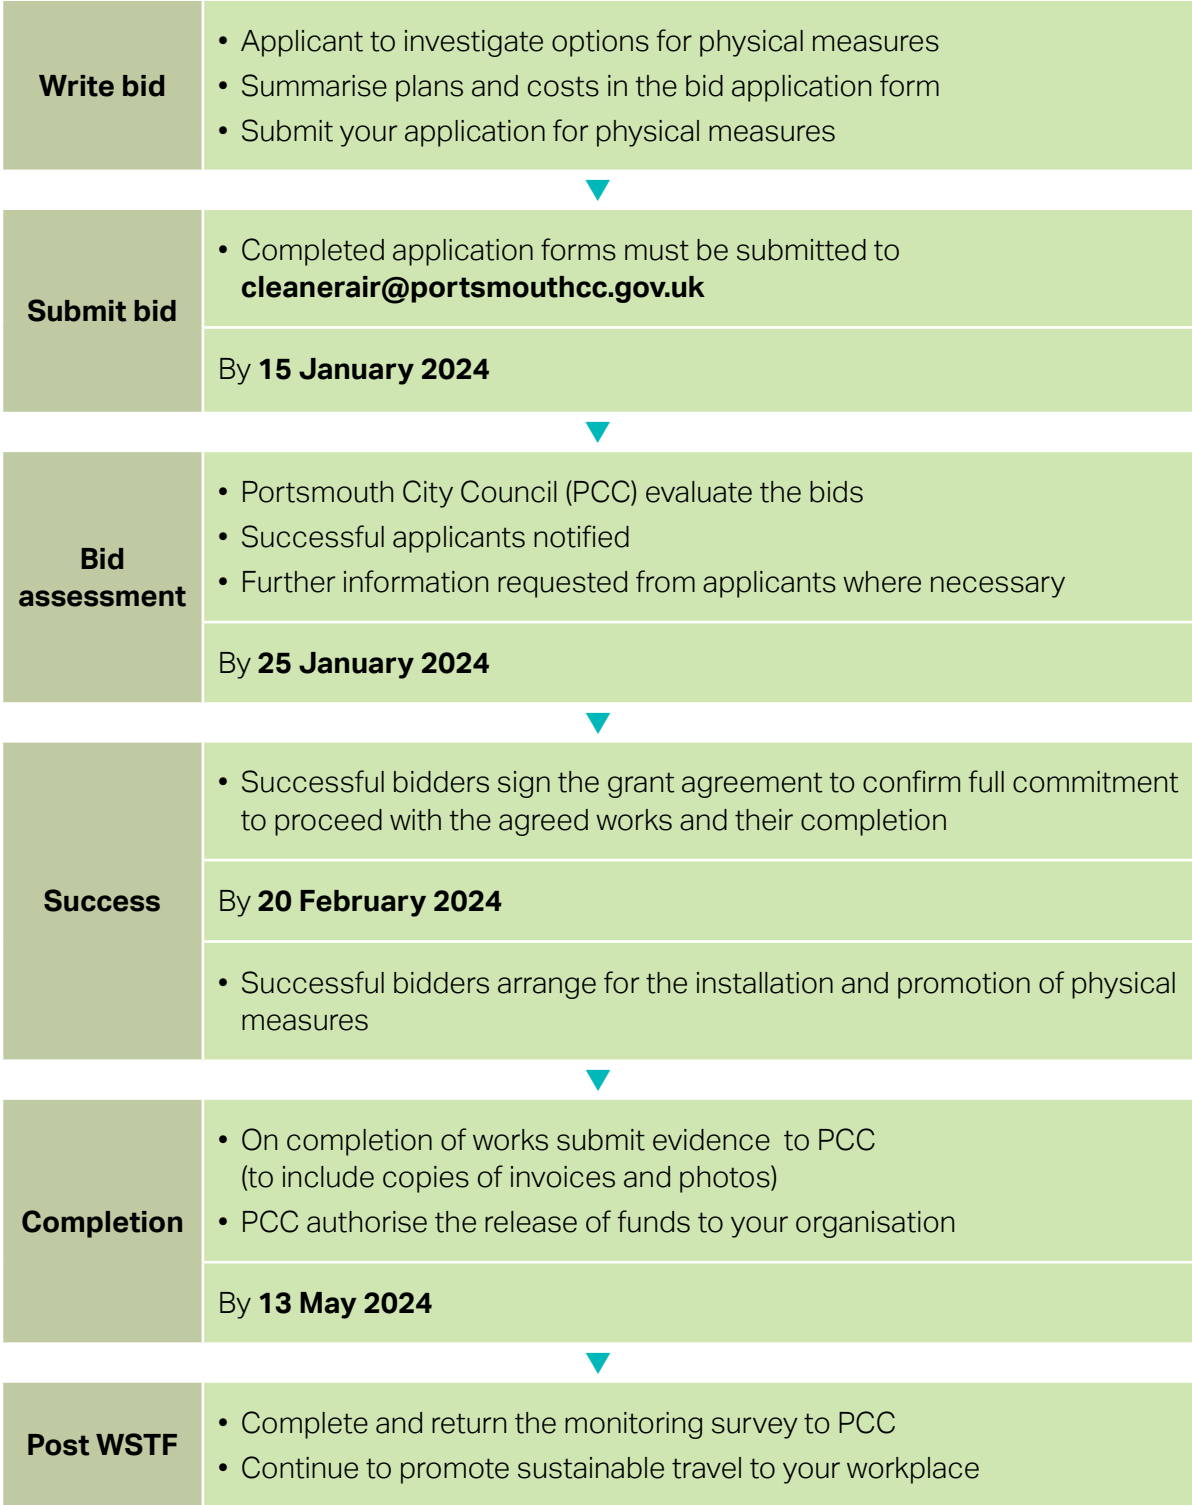 Write bid
• Applicant to investigate options for physical measures
• Summarise plans and costs in the bid application form
• Submit your application for physical measures
Submit bid
• Completed application forms must be submitted to
cleanerair@portsmouthcc.gov.uk
By 15 January 2024
Bid
assessment
• Portsmouth City Council (PCC) evaluate the bids
• Successful applicants notified
• Further information requested from applicants where necessary
By 25 January 2024
Success
• Successful bidders sign the grant agreement to confirm full commitment
to proceed with the agreed works and their completion
By 20 February 2024
• Successful bidders arrange for the installation and promotion of physical
measures
Completion
• On completion of works submit evidence to PCC
(to include copies of invoices and photos)
• PCC authorise the release of funds to your organisation
By 13 May 2024
Post WSTF
• Complete and return the monitoring survey to PCC
• Continue to promote sustainable travel to your workplace